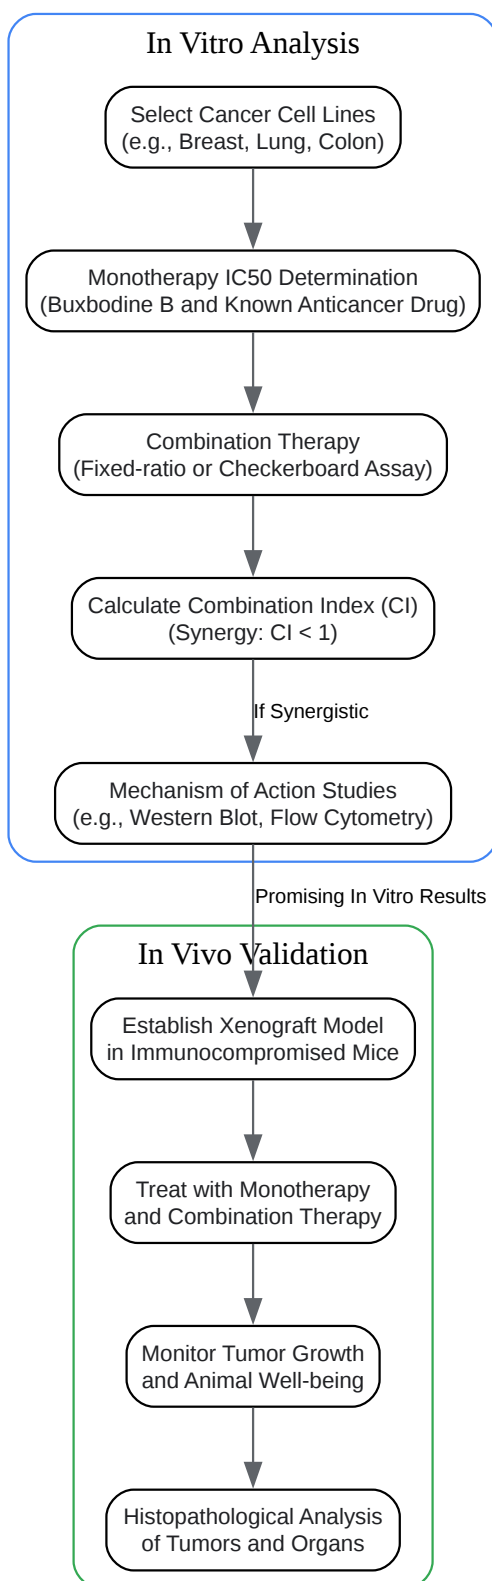 In Vitro Analysis
Select Cancer Cell Lines
(e.g., Breast, Lung, Colon)
Monotherapy IC50 Determination
(Buxbodine B and Known Anticancer Drug)
Combination Therapy
(Fixed-ratio or Checkerboard Assay)
Calculate Combination Index (CI)
(Synergy: CI < 1)
If Synergistic
Mechanism of Action Studies
(e.g., Western Blot, Flow Cytometry)
Promising In Vitro Results
In Vivo Validation
Establish Xenograft Model
in Immunocompromised Mice
Treat with Monotherapy
and Combination Therapy
Monitor Tumor Growth
and Animal Well-being
Histopathological Analysis
of Tumors and Organs